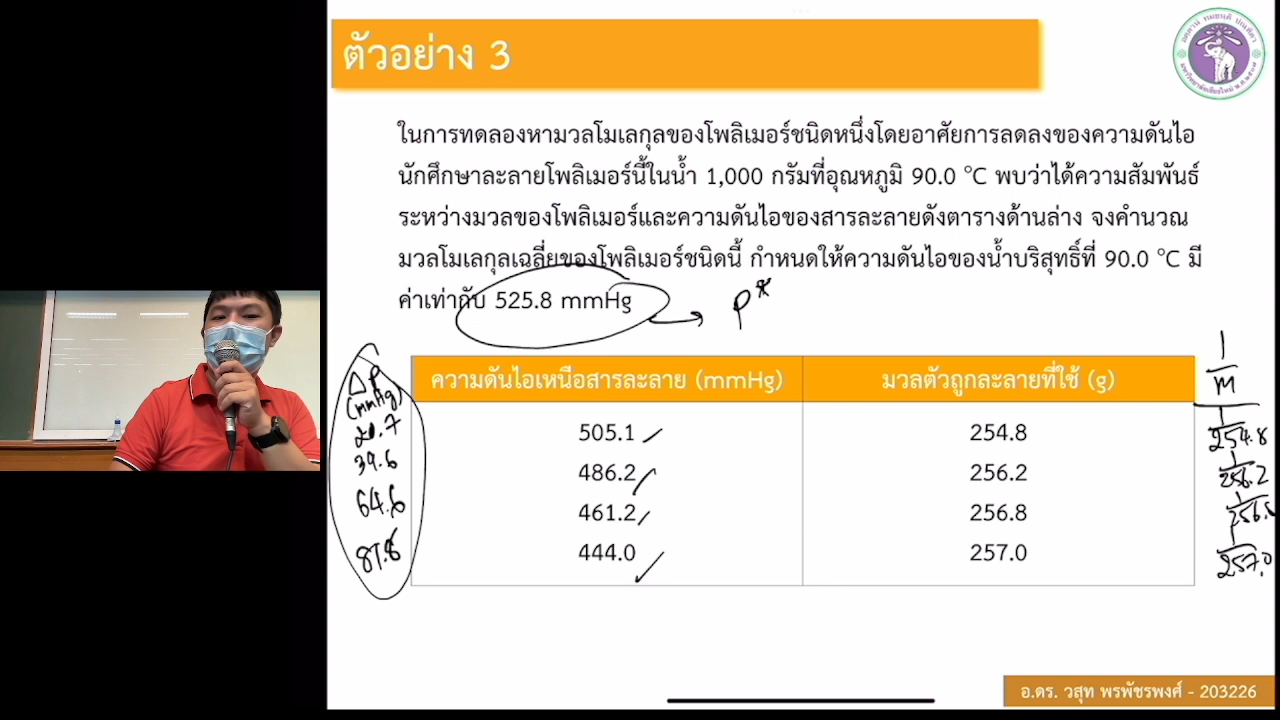 ตัวอย่าง 3
ในการทดลองหามวลโมเลกุลของโพลิเมอร์ชนิดหนึ่งโดยอาศัยการลดลงของความดันไอ
นักศึกษาละลายโพลิเมอร์นี้ในน้ำ 1,000 กรัมที่อุณหภูมิ 90.0 °C พบว่าได้ความสัมพันธ์
ระหว่างมวลของโพลิเมอร์และความดันไอของสารละลายดังตารางด้านล่าง จงคำนวณ
มวลโมเลกุลเฉลี่ยของโพลิเมอร์ชนิดนี้ กำหนดให้ความดันไอของน้ำบริสุทธิ์ที่ 90.0 °C มี
ค่าเท่ากับ 525.8 mmHg
P*
ΔP
(mmHg)
20.7
39.6
64.6
81.8
ความดันไอเหนือสารละลาย (mmHg) มวลตัวถูกละลายที่ใช้ (g)
505.1 254.8
486.2 256.2
461.2 256.8
444.0 257.0
1
m
1
254.8
1
256.2
1
1
257.0
อ.ดร. วสุท พรพัชรพงศ์ - 203226